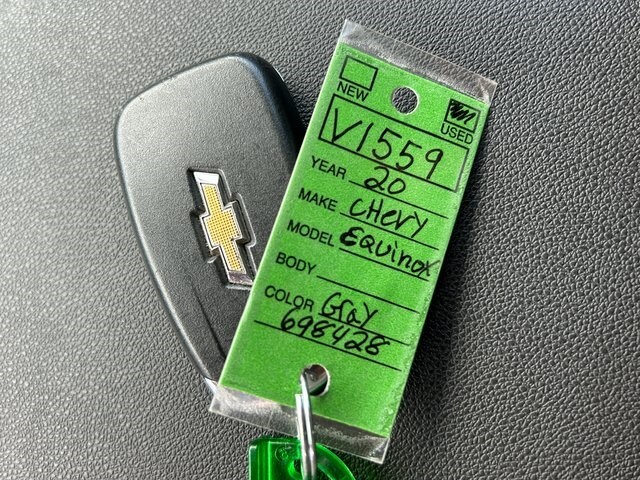 NEW
USED
V1559
YEAR 20
MAKE CHEVY
MODEL EQUINOX
BODY
COLOR Gray
698428